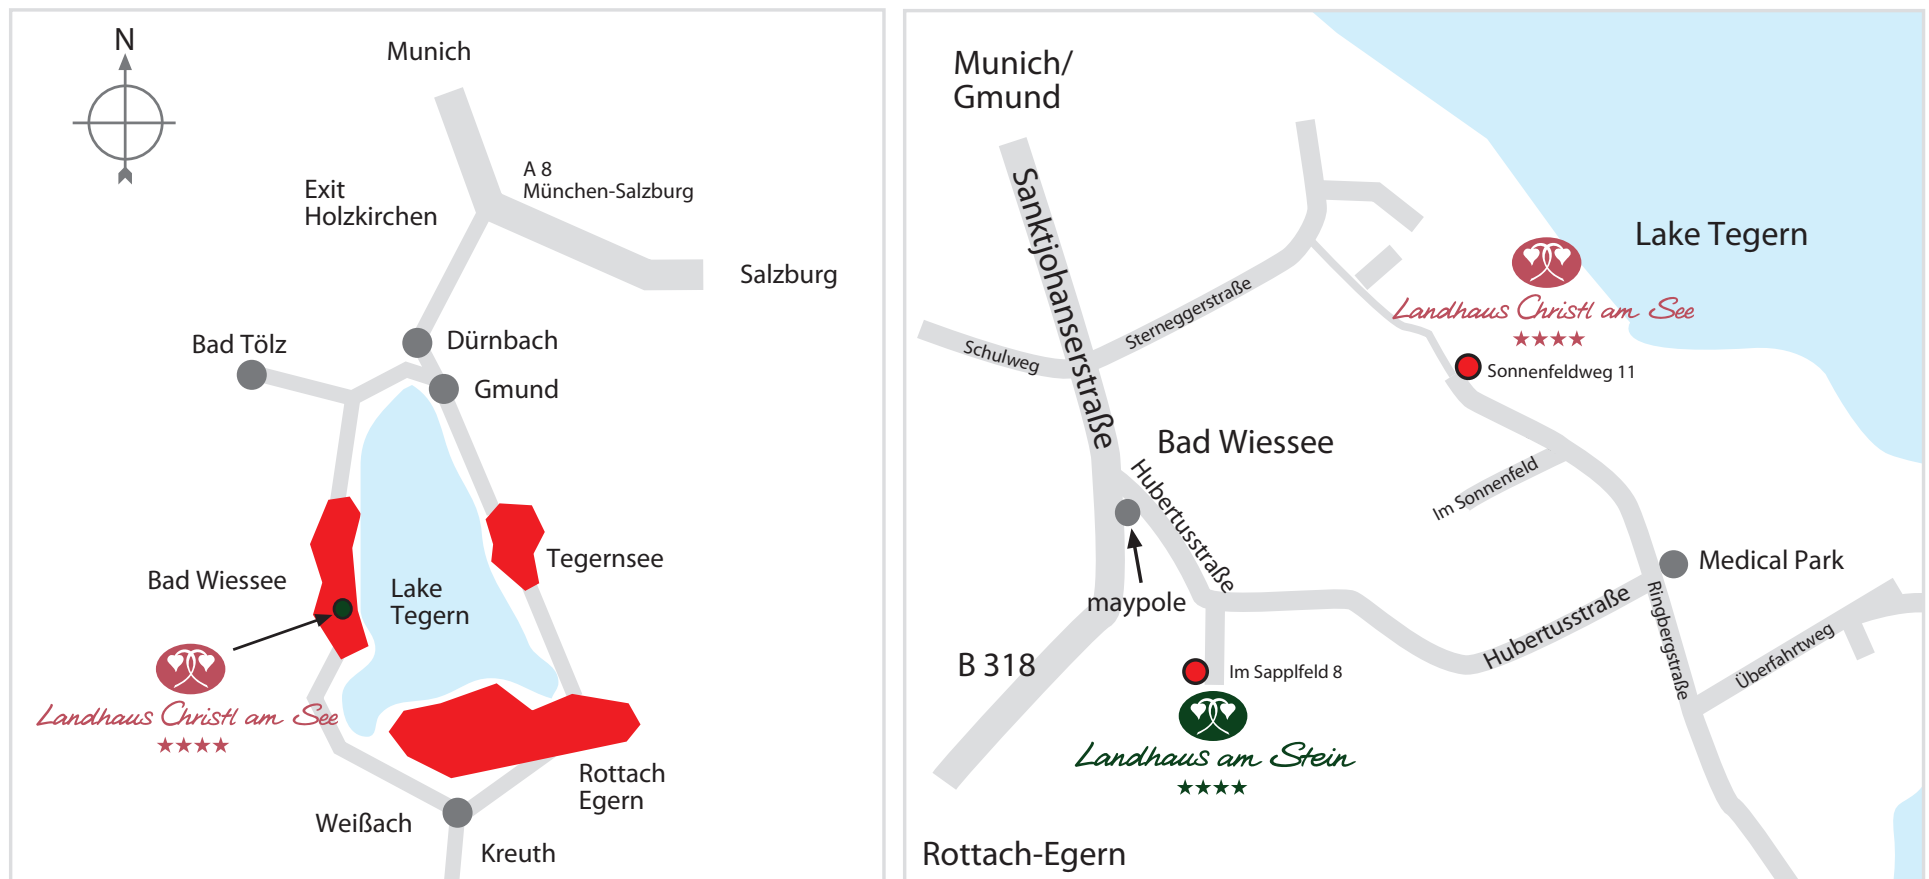 N
Munich
A 8
München-Salzburg
Exit
Holzkirchen
Salzburg
Dürnbach
Bad Tölz
Gmund
Tegernsee
Bad Wiessee
Lake
Tegern
Landhaus Christl am See
Rottach
Egern
Weißach
Kreuth
Munich/
Gmund
Sanktjohanserstraße
Lake Tegern
Landhaus Christl am See
Sterneggerstraße
Schulweg
Sonnenfeldweg 11
Bad Wiessee
Hubertusstraße
Im Sonnenfeld
Medical Park
maypole
Hubertusstraße
Ringbergstraße
Überfahrtweg
B 318
Im Sapplfeld 8
Landhaus am Stein
Rottach-Egern